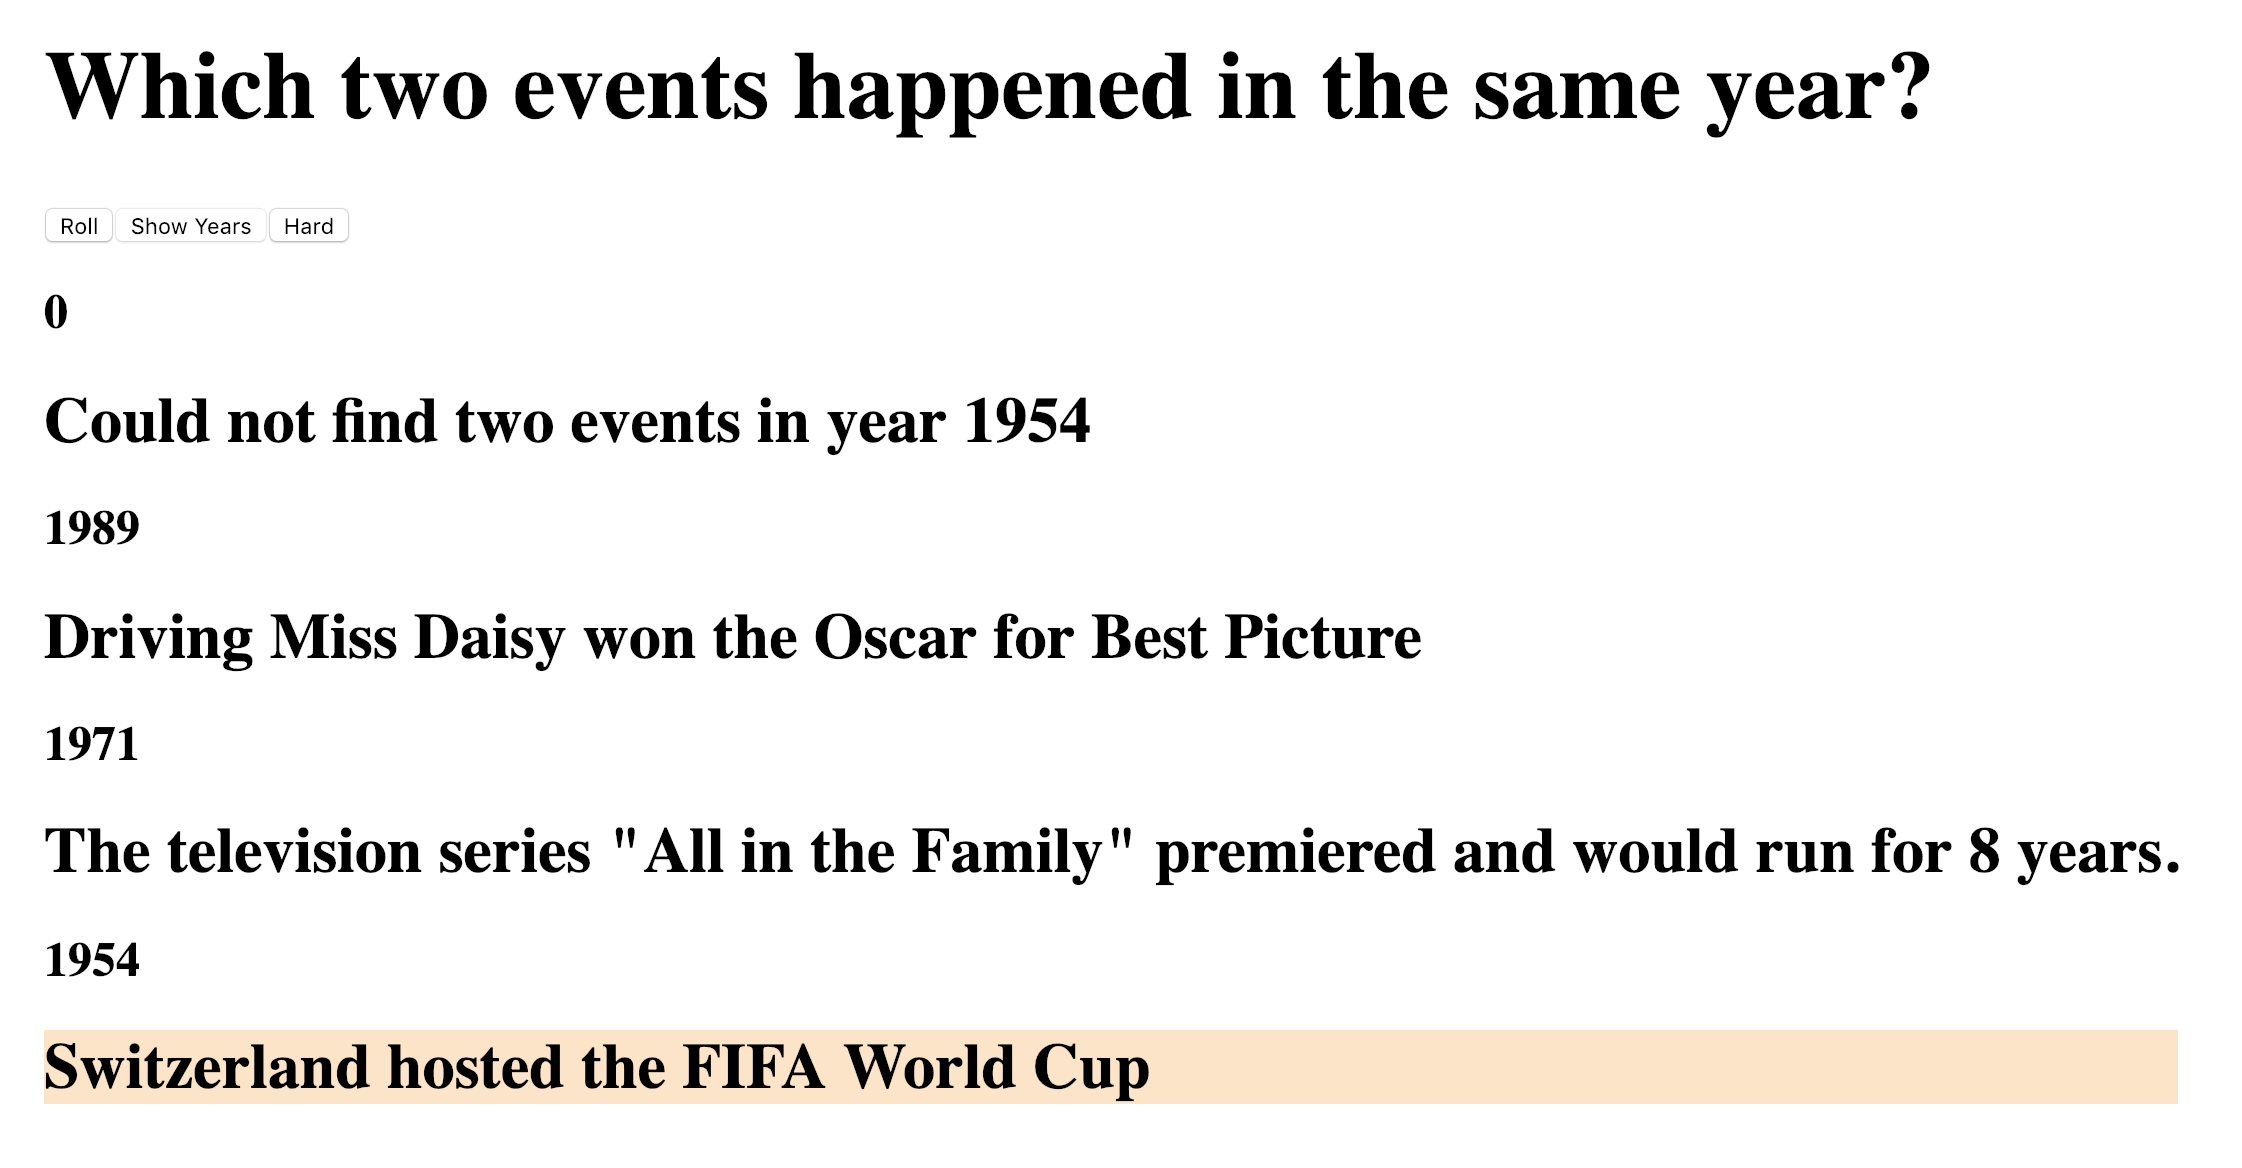 Which two events happened in the same year?
Roll Show Years Hard
0
Could not find two events in year 1954
1989
Driving Miss Daisy won the Oscar for Best Picture
1971
The television series "All in the Family" premiered and would run for 8 years.
1954
Switzerland hosted the FIFA World Cup